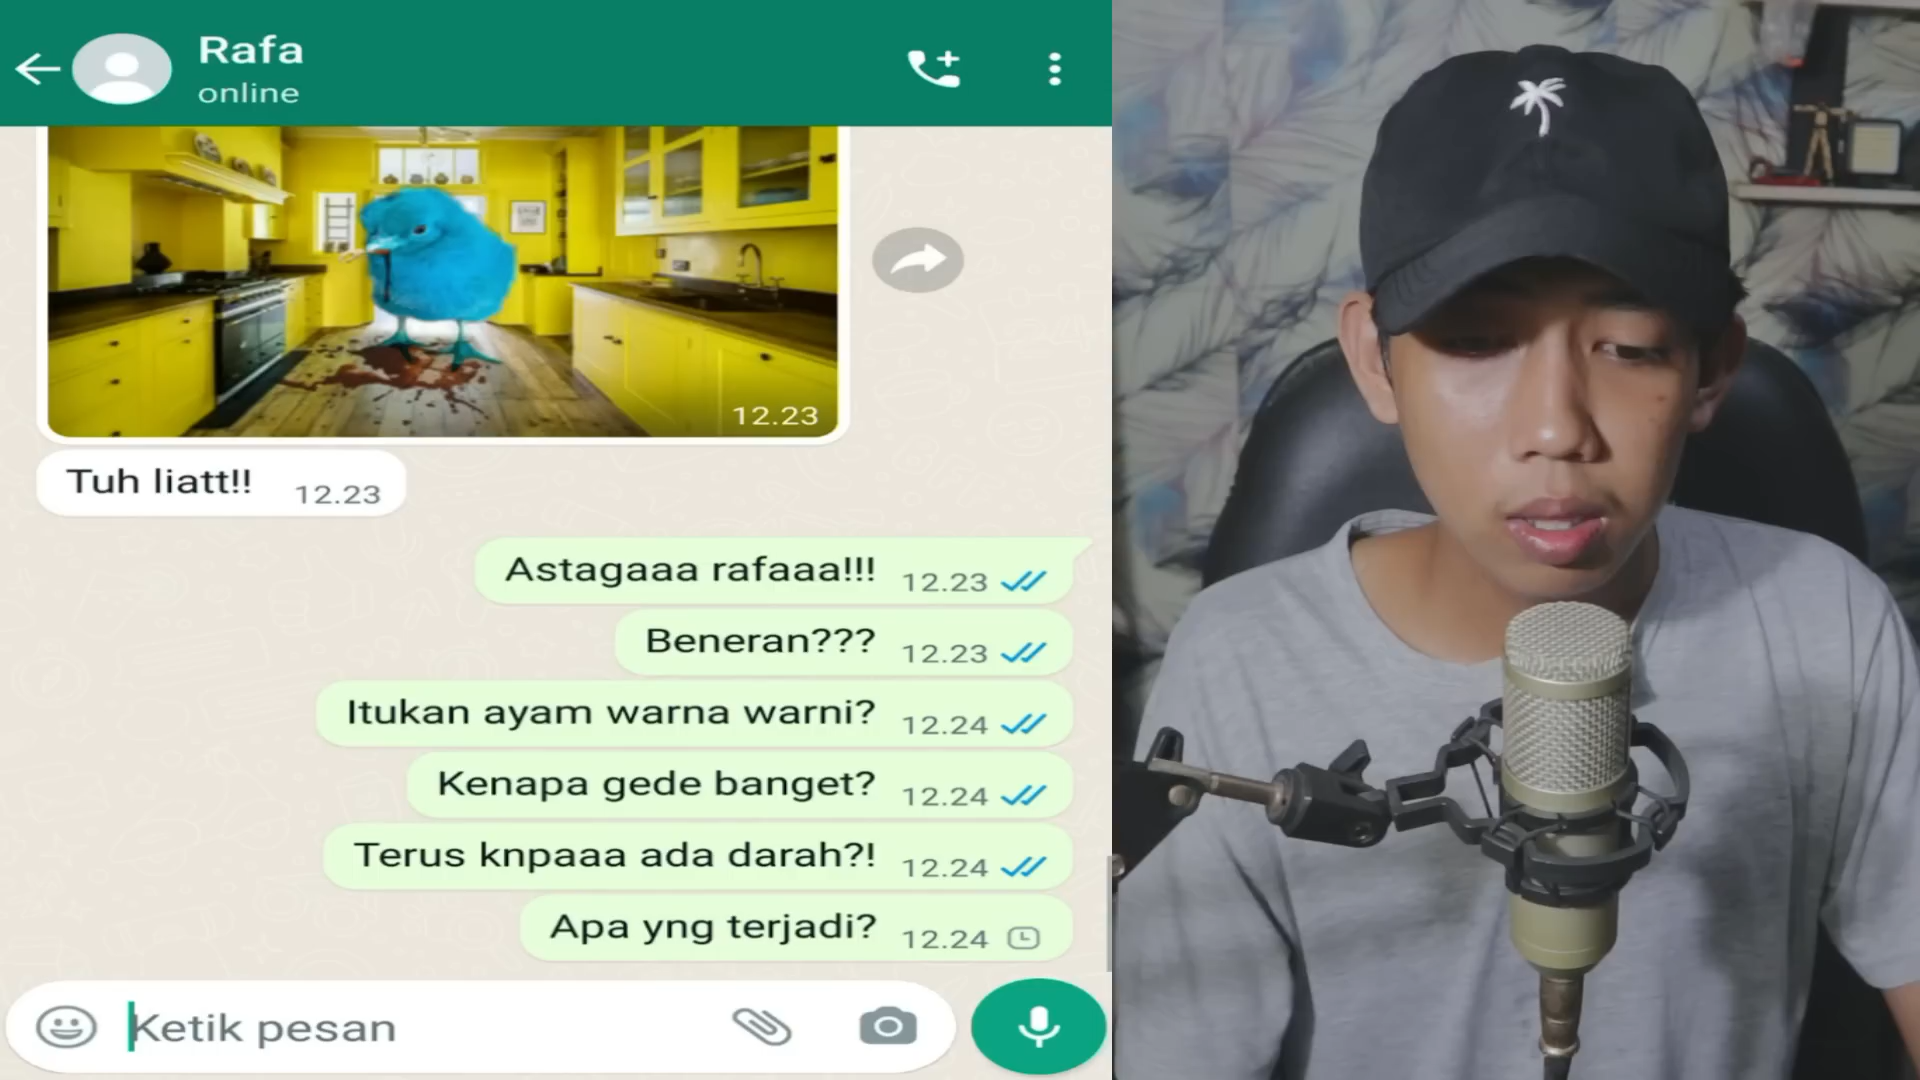 Rafa
online
12.23
Tuh liatt!! 12.23
Astagaaa rafaaa!!! 12.23
Beneran??? 12.23
Itukan ayam warna warni? 12.24
Kenapa gede banget? 12.24
Terus knpaaa ada darah?! 12.24
Apa yng terjadi? 12.24
Ketik pesan